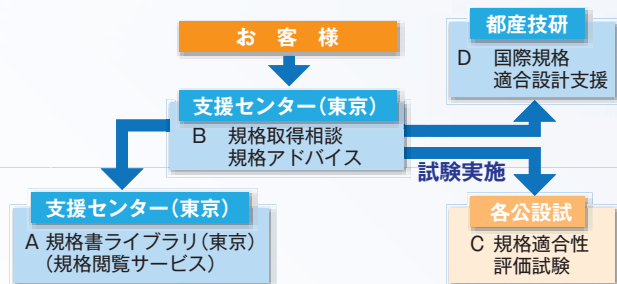 お客様
支援センター（東京）
B 規格取得相談
規格アドバイス
都産技研
D 国際規格
適合設計支援
試験実施
支援センター（東京）
A 規格書ライブラリ（東京）
（規格閲覧サービス）
各公設試
C 規格適合性
評価試験